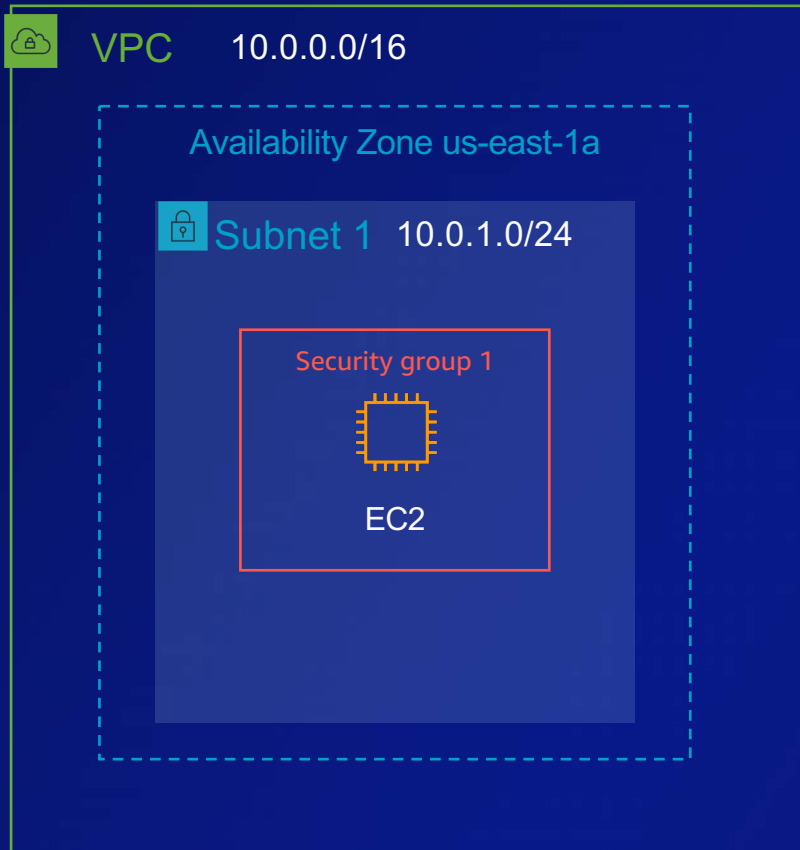 VPC 10.0.0.0/16
Availability Zone us-east-1a
Subnet 1 10.0.1.0/24
Security group 1
EC2